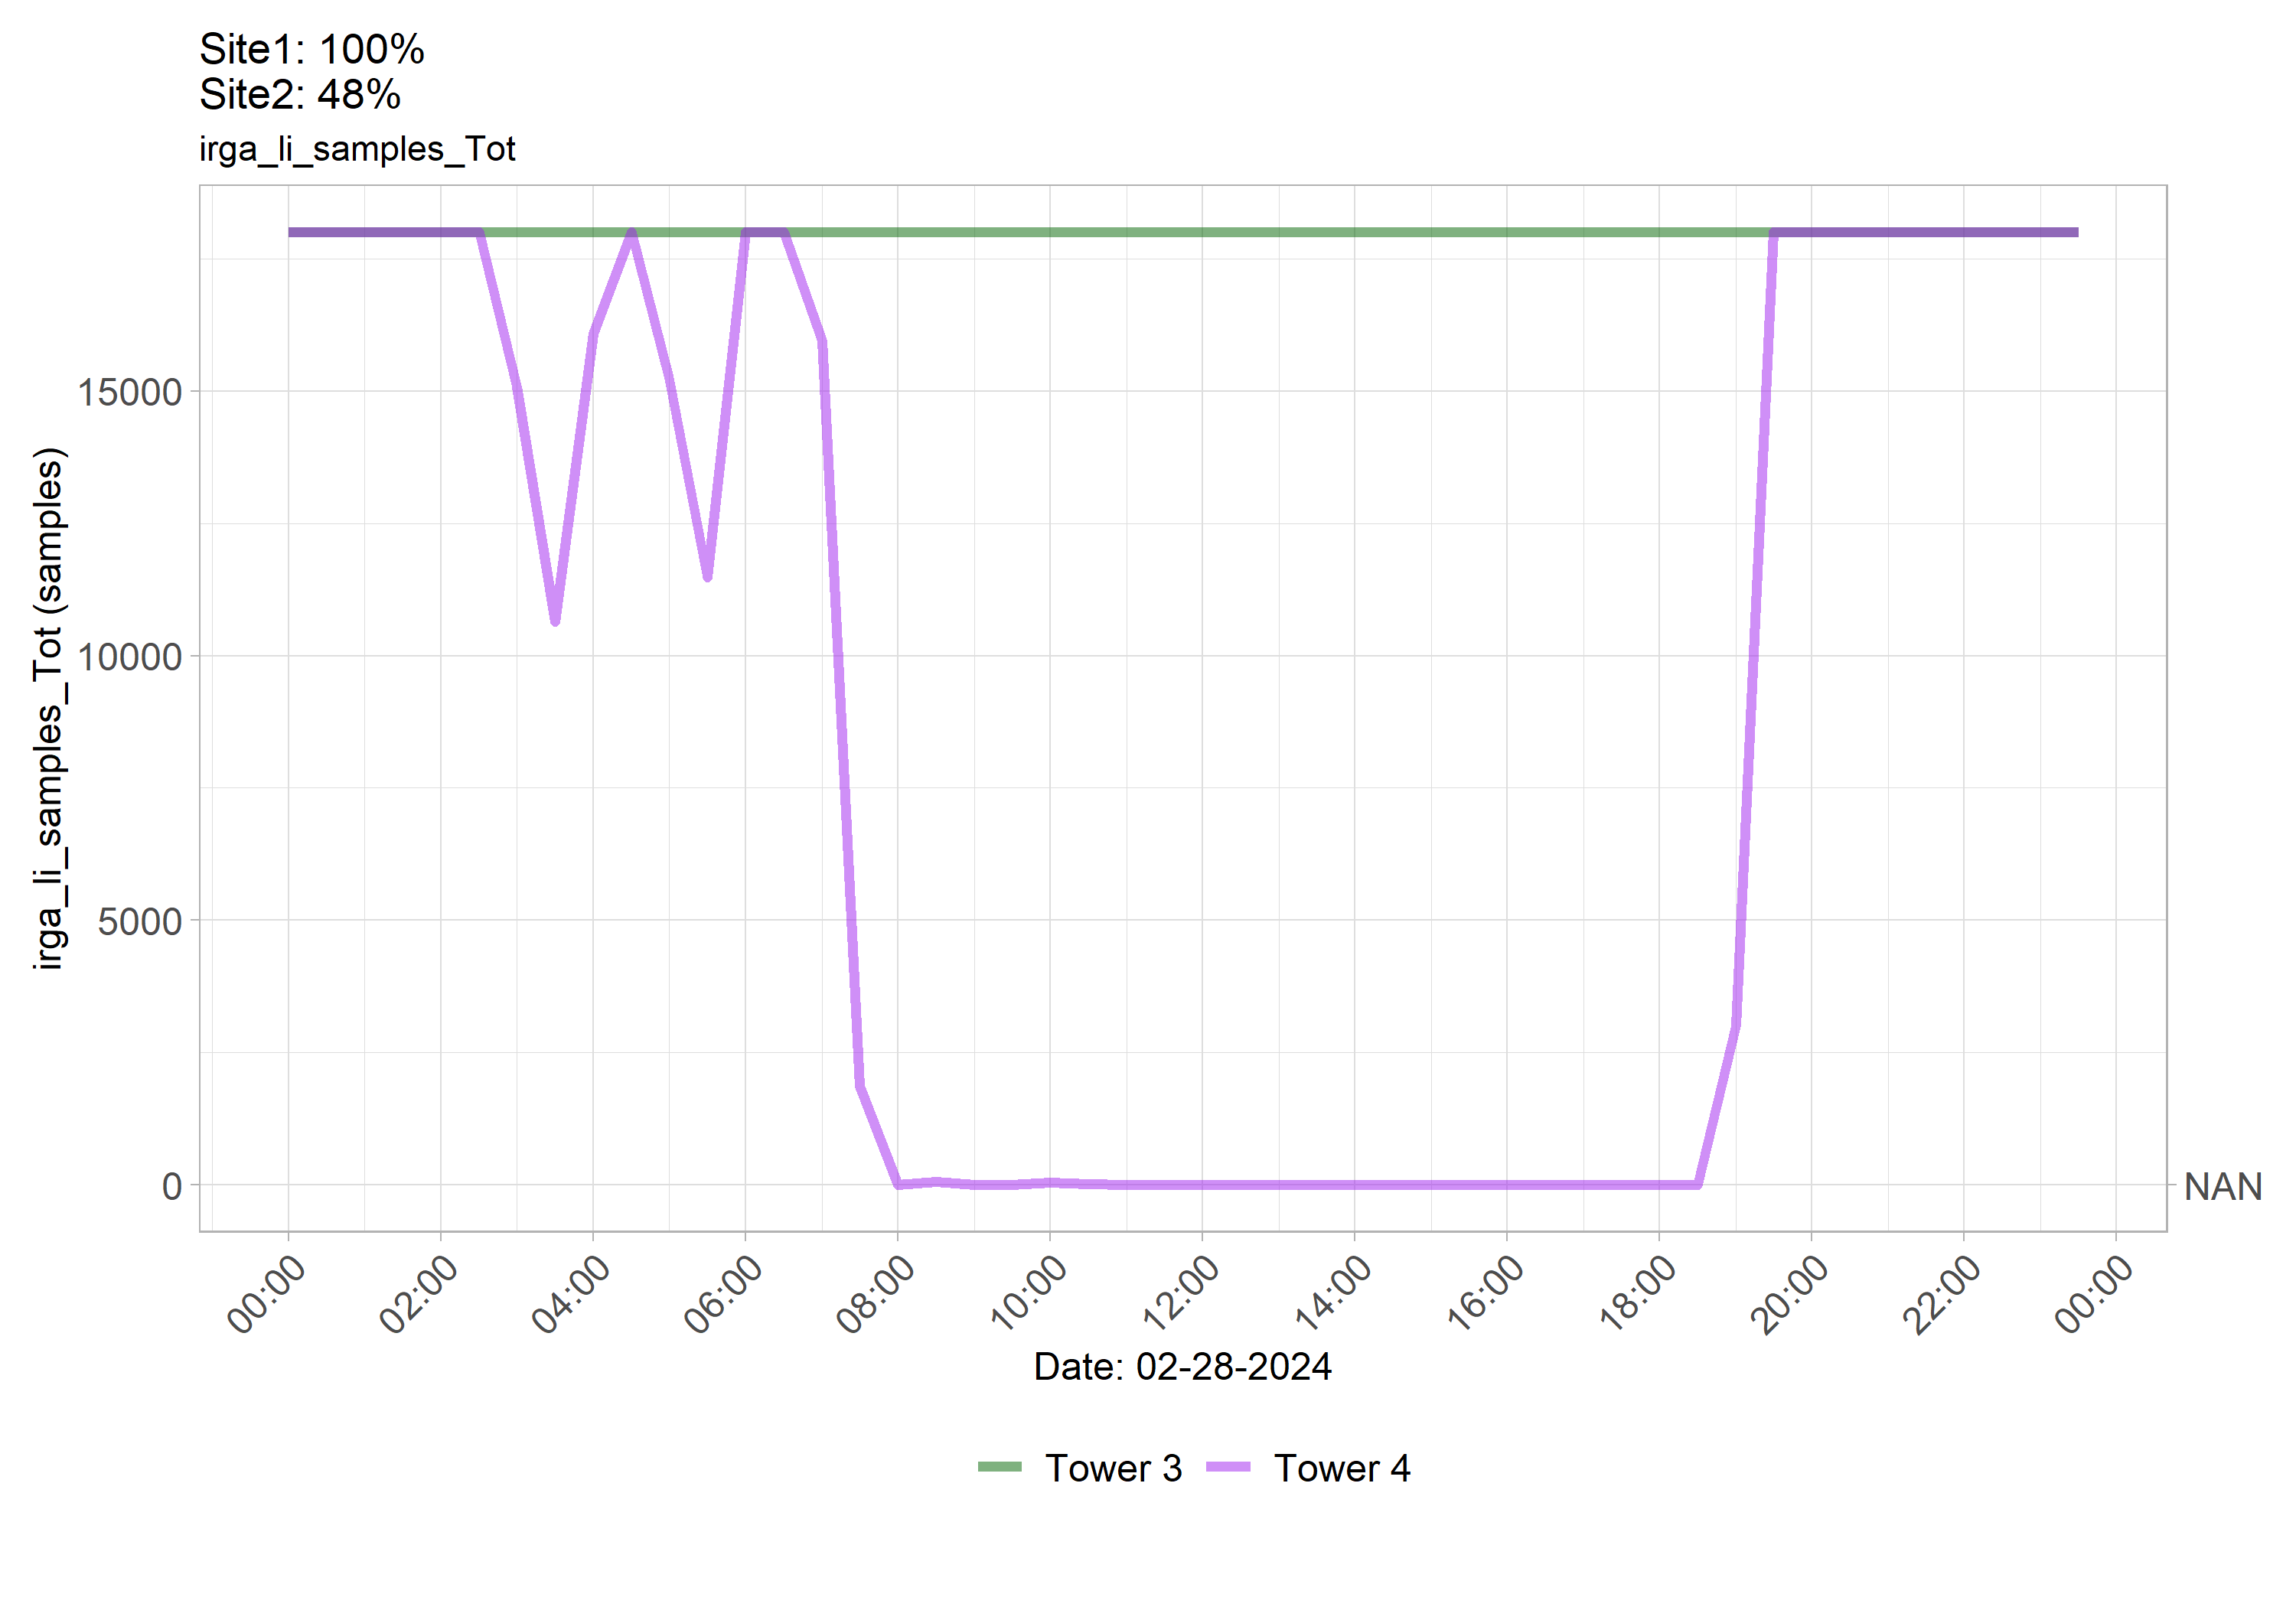 Site1: 100%
Site2: 48%
irga_li_samples_Tot
irga_li_samples_Tot (samples)
15000
10000
5000
0
NAN
00:00
02:00
04:00
06:00
08:00
10:00
12:00
14:00
16:00
18:00
20:00
22:00
00:00
Date: 02-28-2024
Tower 3
Tower 4